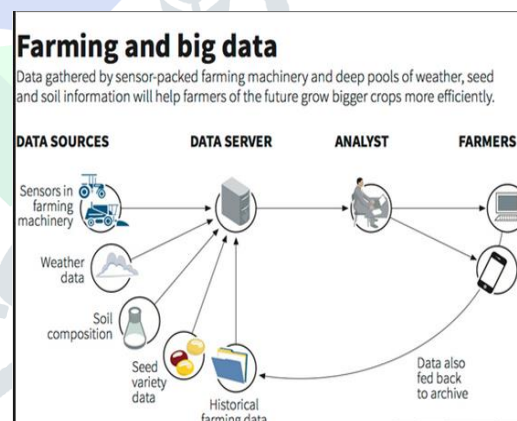 Farming and big data
Data gathered by sensor-packed farming machinery and deep pools of weather, seed
and soil information will help farmers of the future grow bigger crops more efficiently.
DATA SOURCES
DATA SERVER
ANALYST
FARMERS
Sensors in
farming
machinery
Weather
data
Soil
composition
Seed
variety
data
Historical
farming data
Data also
fed back
to archive